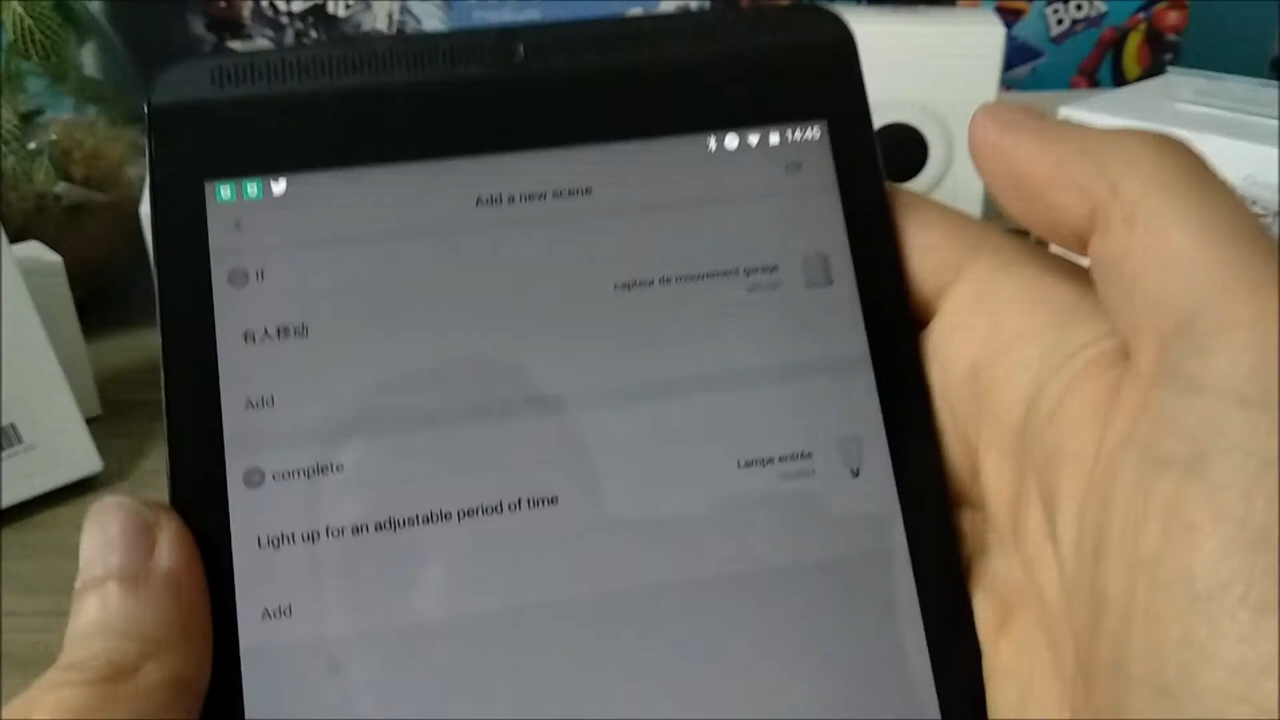 BOX
14:45
Add a new scene
If
capteur de mouvement garage
有人移动
Add
complete
Lampe entrée
Light up for an adjustable period of time
Add